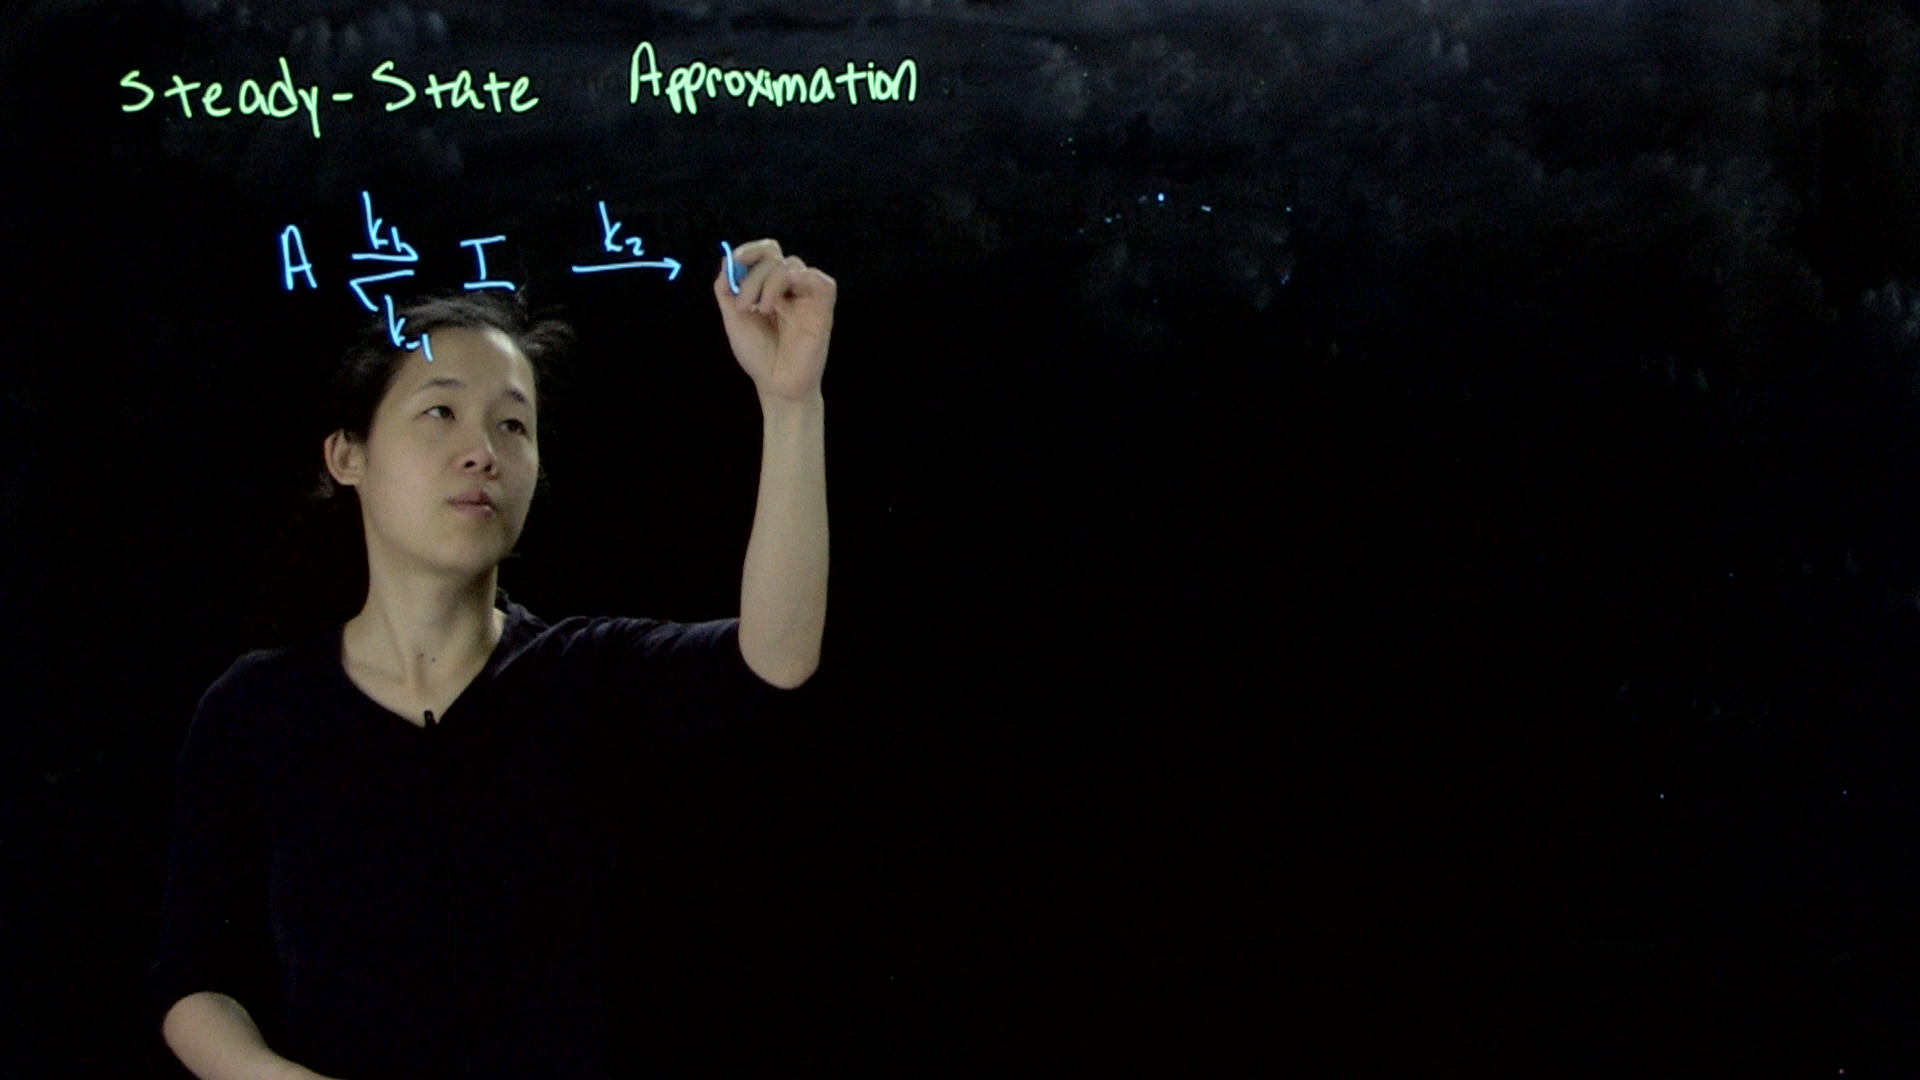 Steady-State Approximation
A k₁ ⇌ k₋₁ I k₂ →